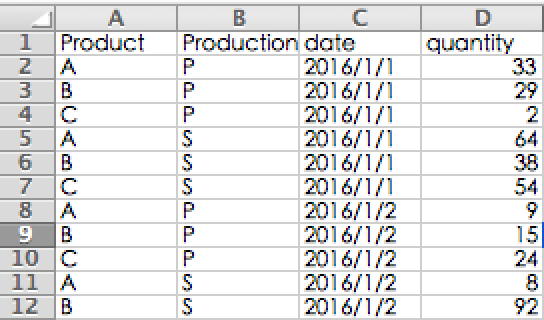 A B C D
1 Product Production date quantity
2 A P 2016/1/1 33
3 B P 2016/1/1 29
4 C P 2016/1/1 2
5 A S 2016/1/1 64
6 B S 2016/1/1 38
7 C S 2016/1/1 54
8 A P 2016/1/2 9
9 B P 2016/1/2 15
10 C P 2016/1/2 24
11 A S 2016/1/2 8
12 B S 2016/1/2 92